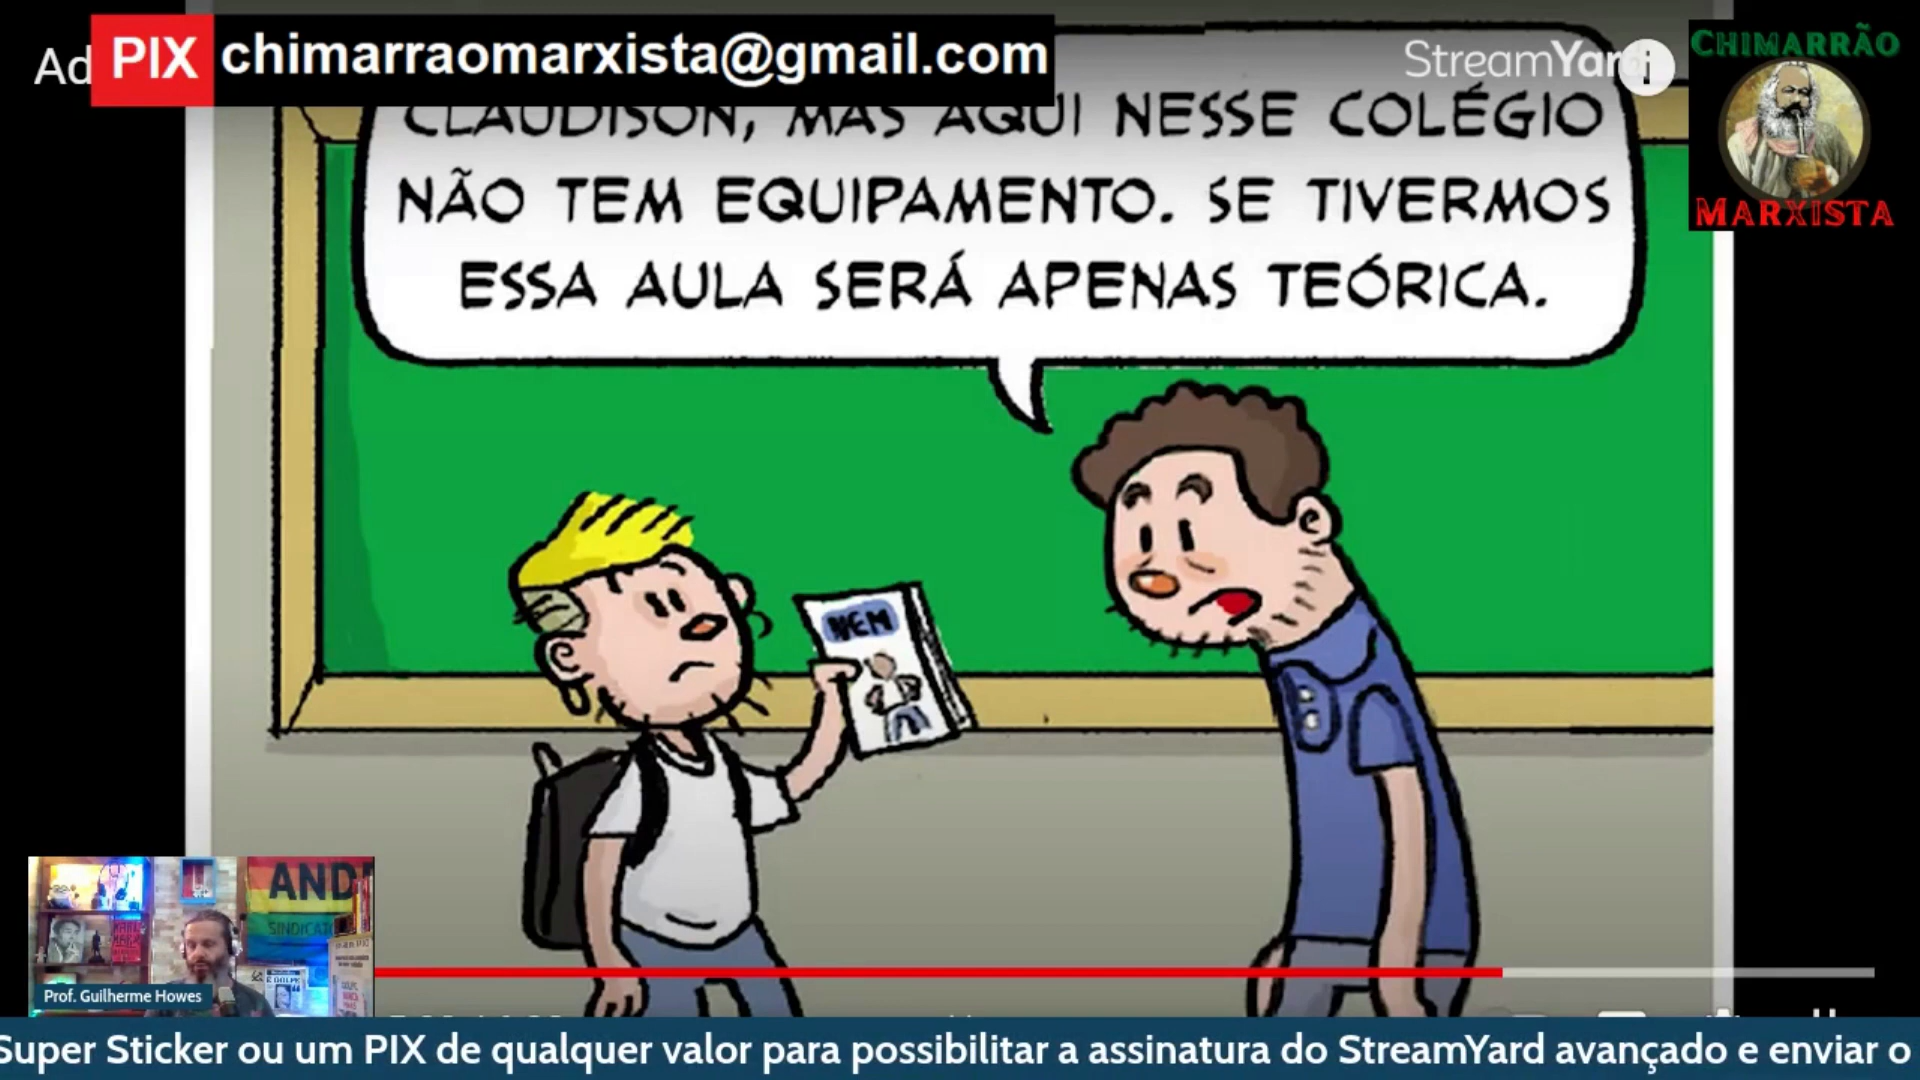 Ad
PIX chimarraomarxista@gmail.com
StreamYard
CHIMARRÃO
MARXISTA
CLAUDISON, MAS AQUI NESSE COLÉGIO
NÃO TEM EQUIPAMENTO. SE TIVERMOS
ESSA AULA SERÁ APENAS TEÓRICA.
NEM
AND
SINDICATO
É GOLPE
Prof. Guilherme Howes
Super Sticker ou um PIX de qualquer valor para possibilitar a assinatura do StreamYard avançado e enviar o